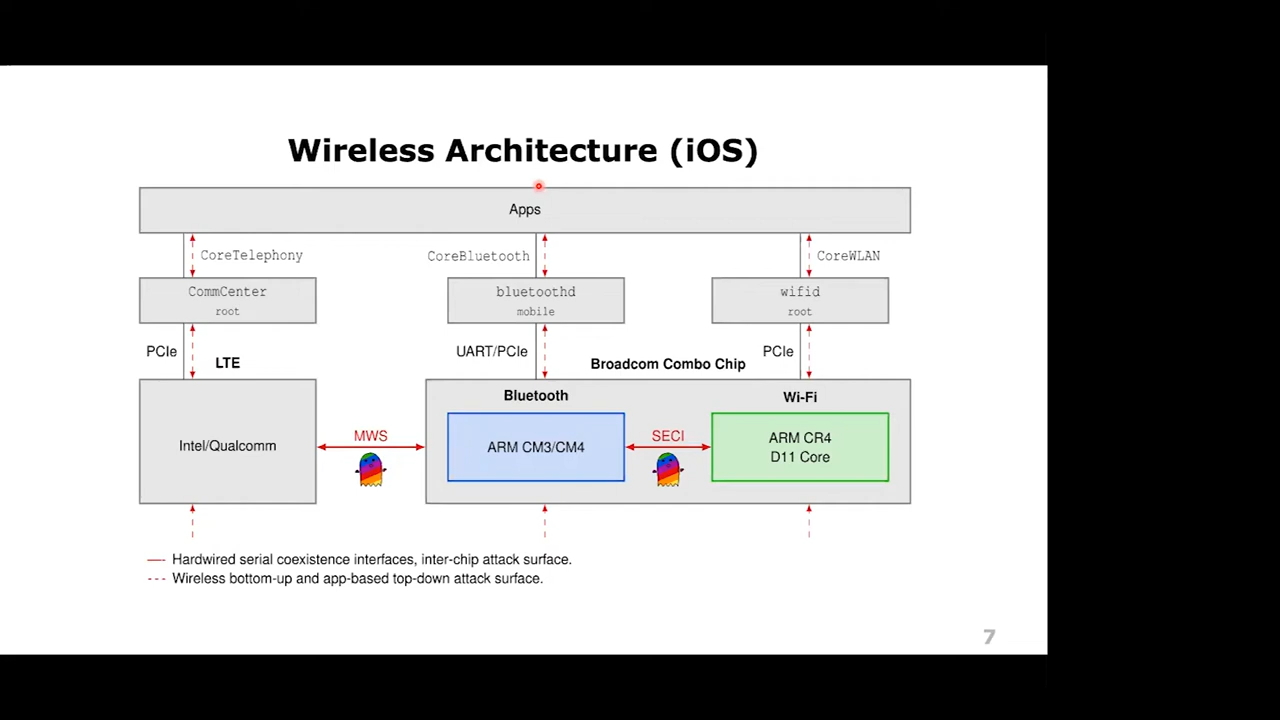 Wireless Architecture (iOS)
Apps
CoreTelephony
CoreBluetooth
CoreWLAN
CommCenter
root
bluetoothd
mobile
wifid
root
PCIe
LTE
UART/PCIe
Broadcom Combo Chip
PCIe
Intel/Qualcomm
MWS
Bluetooth
ARM CM3/CM4
SECI
Wi-Fi
ARM CR4
D11 Core
Hardwired serial coexistence interfaces, inter-chip attack surface.
Wireless bottom-up and app-based top-down attack surface.
7